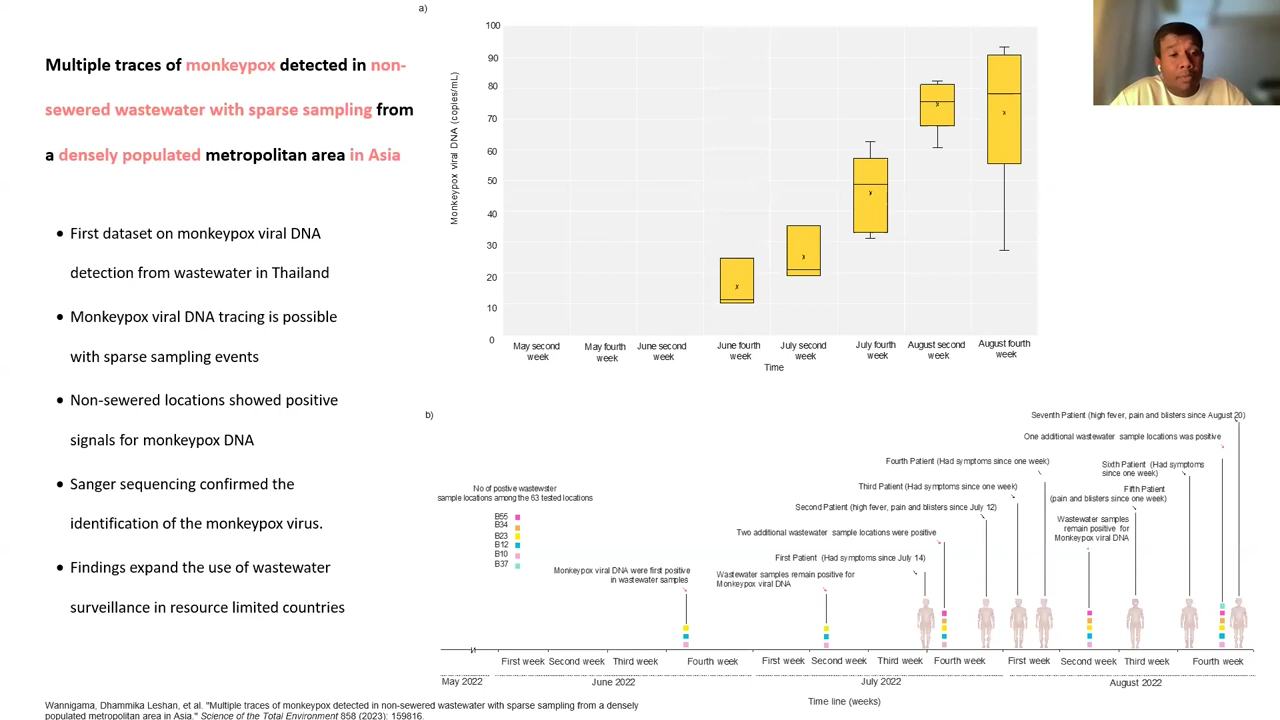 Multiple traces of monkeypox detected in non-
sewered wastewater with sparse sampling from
a densely populated metropolitan area in Asia
• First dataset on monkeypox viral DNA
detection from wastewater in Thailand
• Monkeypox viral DNA tracing is possible
with sparse sampling events
• Non-sewered locations showed positive
signals for monkeypox DNA
• Sanger sequencing confirmed the
identification of the monkeypox virus.
• Findings expand the use of wastewater
surveillance in resource limited countries
a)
Monkeypox viral DNA (copies/mL)
100
90
80
70
60
50
40
30
20
10
0
May second
week
May fourth
week
June second
week
June fourth
week
July second
week
July fourth
week
August second
week
August fourth
week
Time
b)
No of postive wastewster
sample locations among the 63 tested locations
B55
B34
B23
B12
B10
B37
Monkeypox viral DNA were first positive
in wastewater samples
Wastewater samples remain positive for
Monkeypox viral DNA
First Patient (Had symptoms since July 14)
Two additional wastewater sample locations were positive
Second Patient (high fever, pain and blisters since July 12)
Third Patient (Had symptoms since one week)
Fourth Patient (Had symptoms since one week)
Wastewater samples
remain positive for
Monkeypox viral DNA
Fifth Patient
(pain and blisters since one week)
Sixth Patient (Had symptoms
since one week)
One additional wastewater sample locations was positive
Seventh Patient (high fever, pain and blisters since August 20)
First week
Second week
Third week
Fourth week
First week
Second week
Third week
Fourth week
First week
Second week
Third week
Fourth week
May 2022
June 2022
July 2022
August 2022
Time line (weeks)
Wannigama, Dhammika Leshan, et al. "Multiple traces of monkeypox detected in non-sewered wastewater with sparse sampling from a densely
populated metropolitan area in Asia." Science of the Total Environment 858 (2023): 159816.